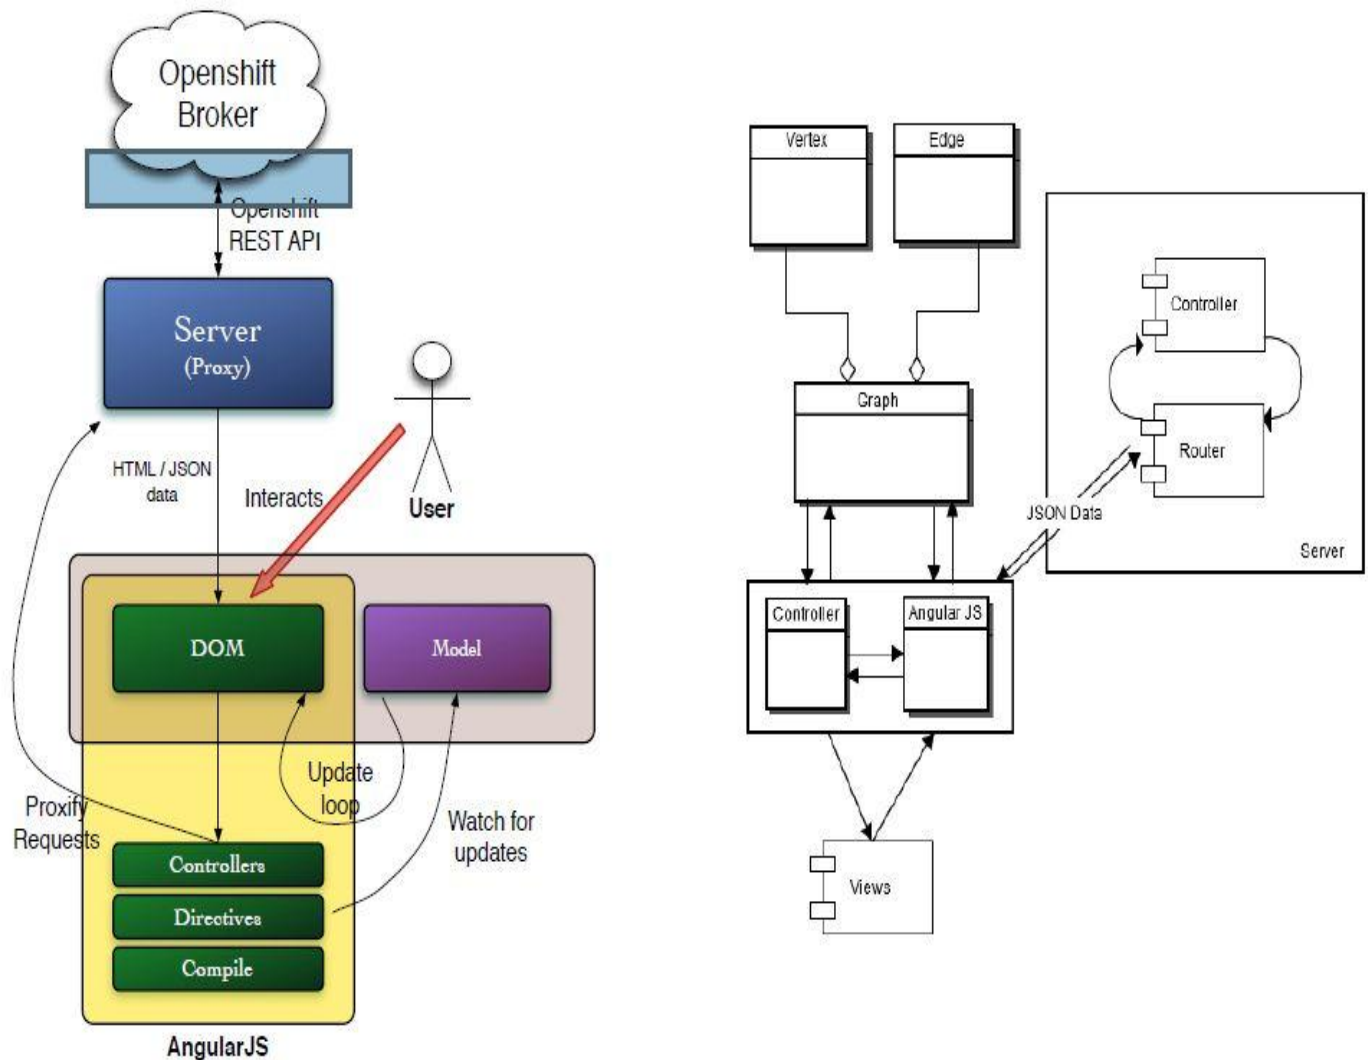 Openshift
Broker
Openshift
REST API
Server
(Proxy)
HTML / JSON
data
Interacts
User
DOM
Model
Update
loop
Proxify
Requests
Watch for
updates
Controllers
Directives
Compile
AngularJS
Vertex
Edge
Graph
Controller
Angular JS
Views
Controller
Router
JSON Data
Server